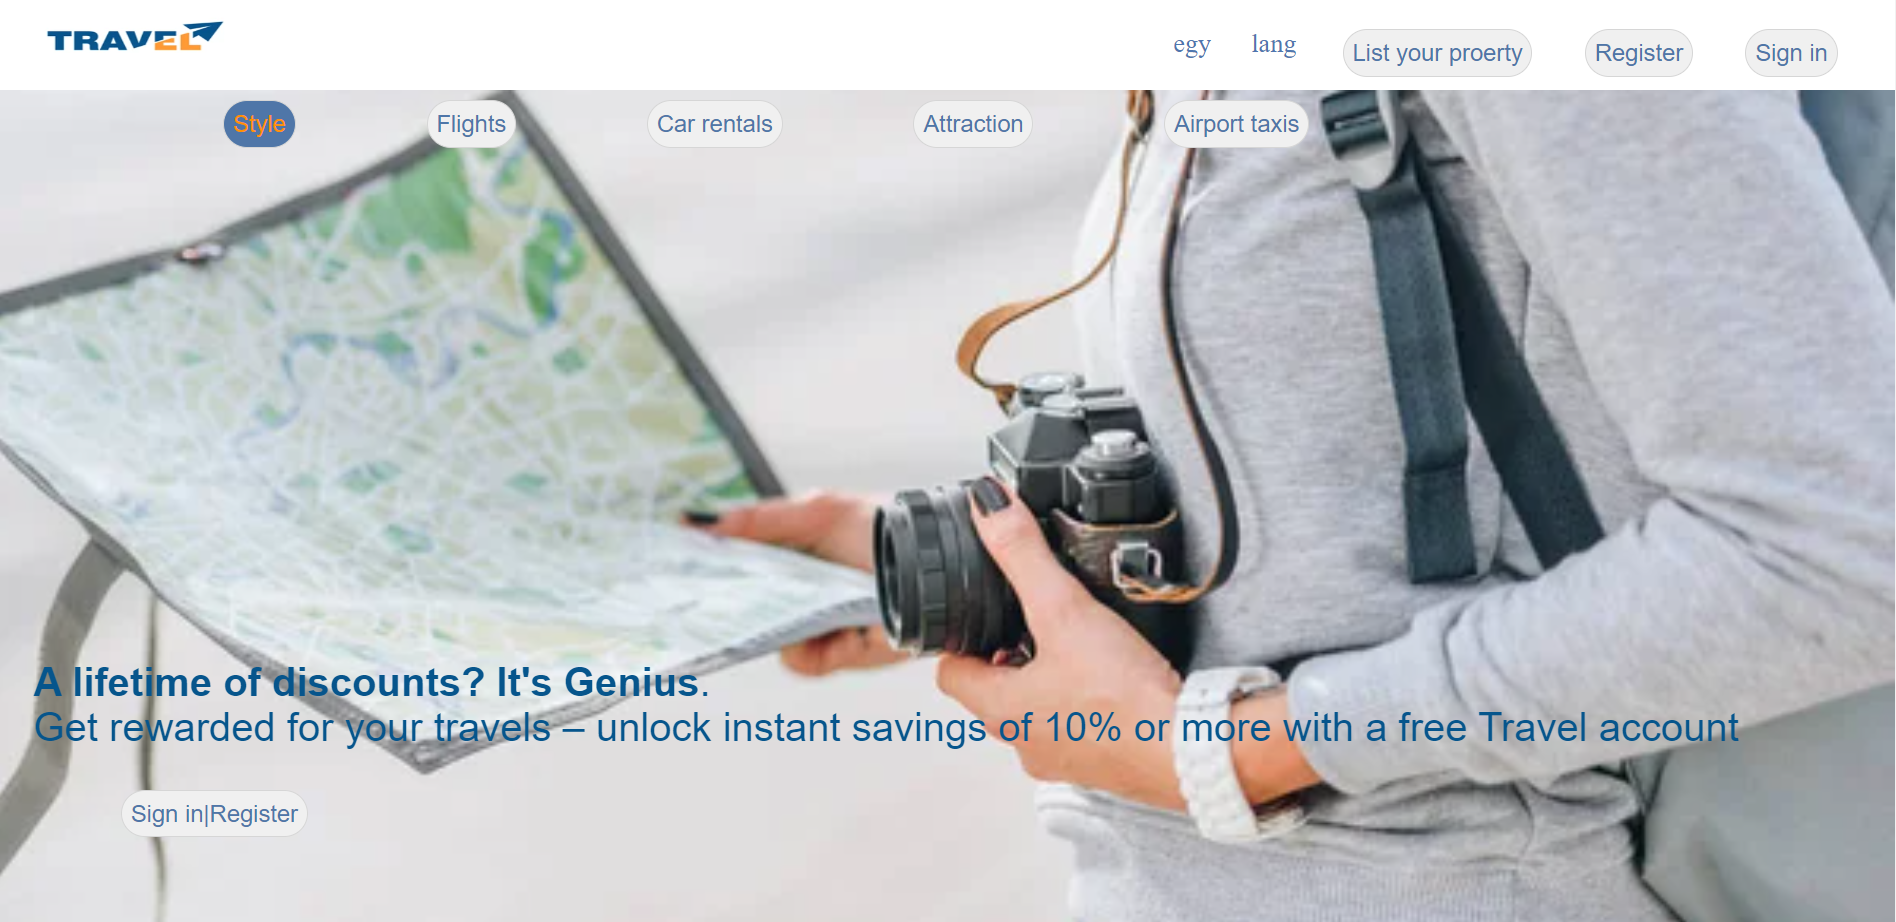 TRAVEL
egy lang List your proerty Register Sign in
Style Flights Car rentals Attraction Airport taxis
A lifetime of discounts? It's Genius.
Get rewarded for your travels – unlock instant savings of 10% or more with a free Travel account
Sign in|Register